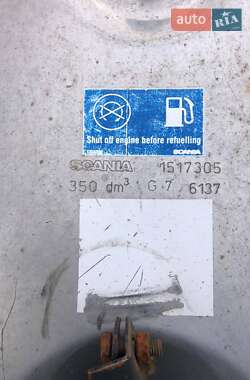 auto
RIA
Shut off engine before refuelling
SCANIA
SCANIA 1517305
350 dm³ G.7 6137